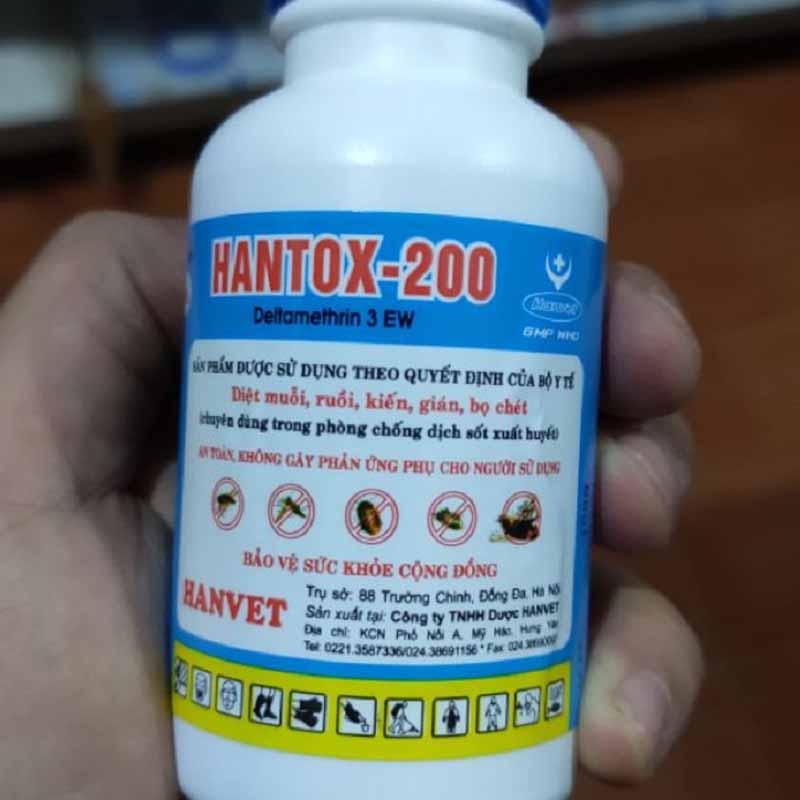 HANTOX-200
Deltamethrin 3 EW
HANVET
GMP WHO
SẢN PHẨM ĐƯỢC SỬ DỤNG THEO QUYẾT ĐỊNH CỦA BỘ Y TẾ
Diệt muỗi, ruồi, kiến, gián, bọ chét
(chuyên dùng trong phòng chống dịch sốt xuất huyết)
AN TOÀN, KHÔNG GÂY PHẢN ỨNG PHỤ CHO NGƯỜI SỬ DỤNG
BẢO VỆ SỨC KHỎE CỘNG ĐỒNG
HANVET
Trụ sở: 88 Trường Chinh, Đống Đa, Hà Nội
Sản xuất tại: Công ty TNHH Dược HANVET
Địa chỉ: KCN Phố Nối A, Mỹ Hào, Hưng Yên
Tel: 0221.3587336/024.38691156 * Fax: